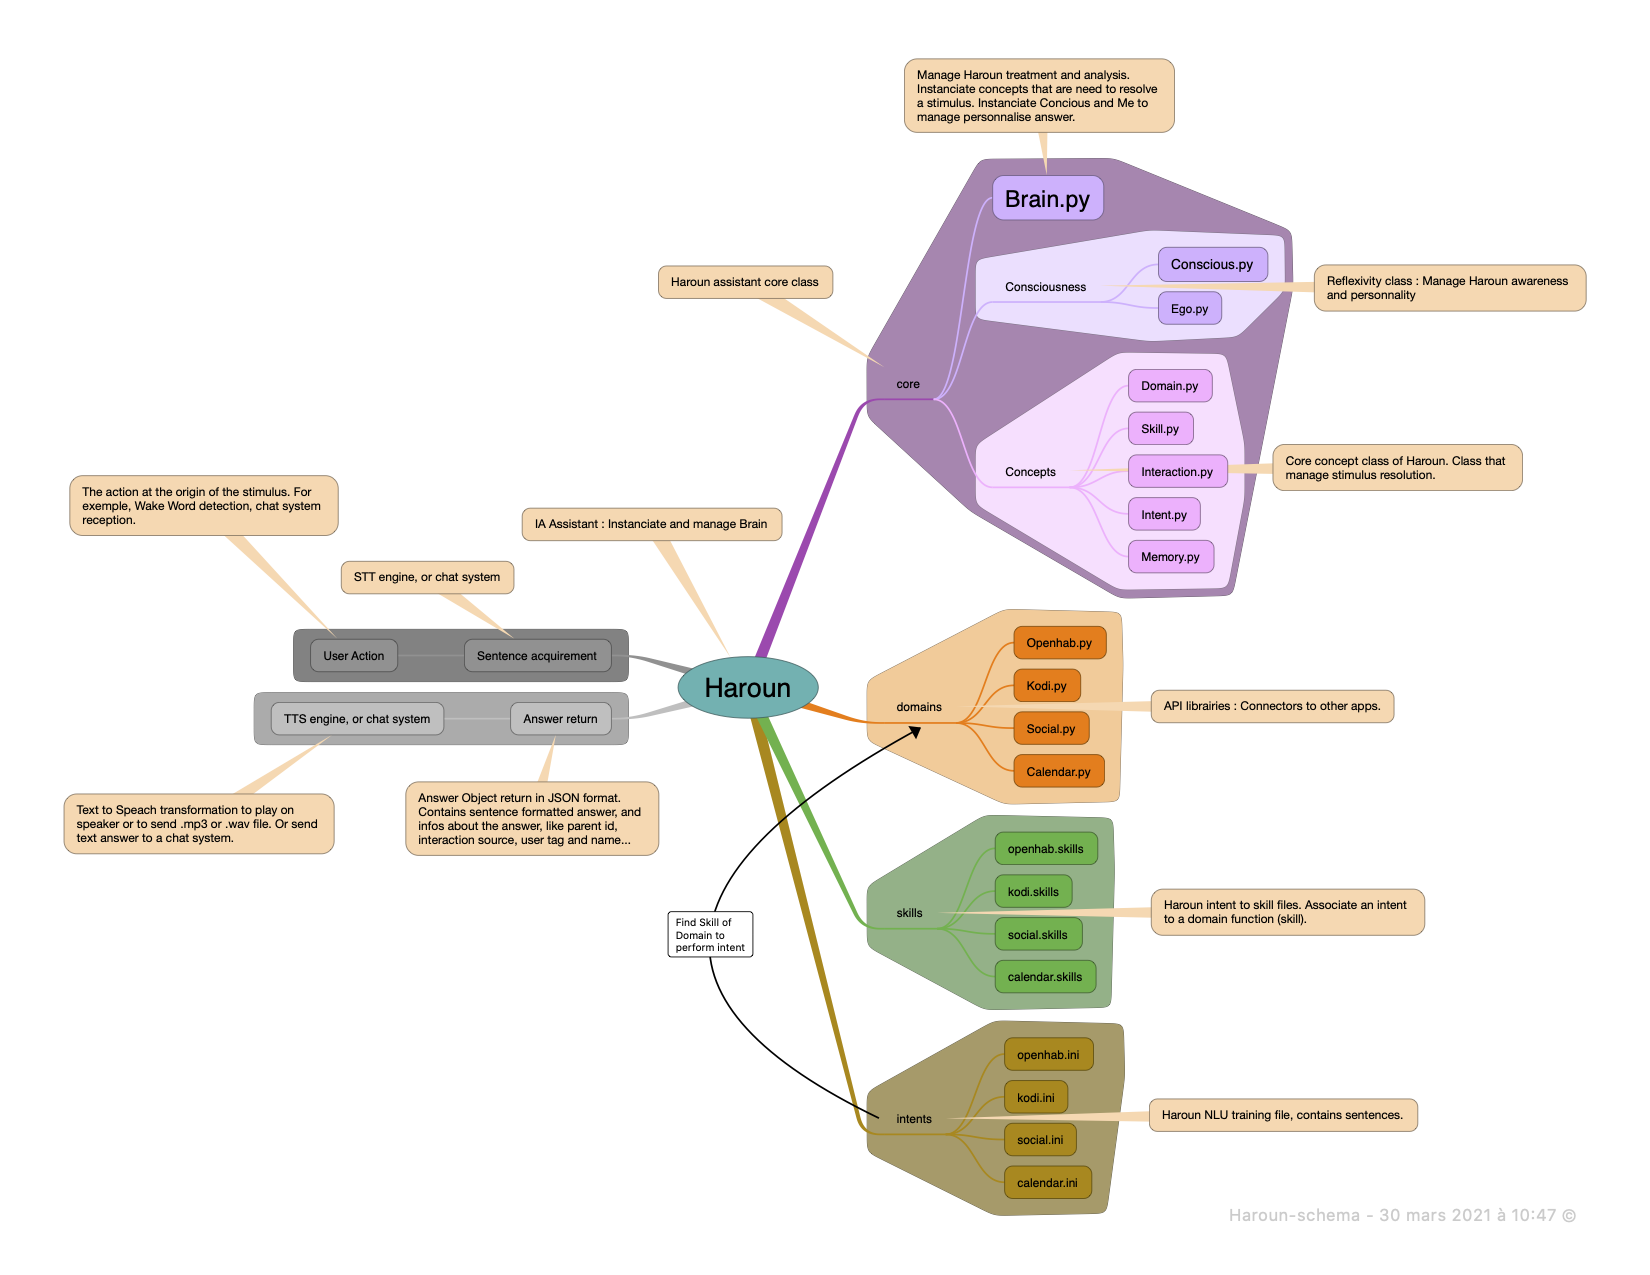 Manage Haroun treatment and analysis.
Instanciate concepts that are need to resolve
a stimulus. Instanciate Concious and Me to
manage personnalise answer.
Brain.py
Consciousness
Conscious.py
Ego.py
Reflexivity class : Manage Haroun awareness
and personnality
Haroun assistant core class
core
Concepts
Domain.py
Skill.py
Interaction.py
Intent.py
Memory.py
Core concept class of Haroun. Class that
manage stimulus resolution.
The action at the origin of the stimulus. For
exemple, Wake Word detection, chat system
reception.
STT engine, or chat system
IA Assistant : Instanciate and manage Brain
User Action
Sentence acquirement
TTS engine, or chat system
Answer return
Haroun
Text to Speach transformation to play on
speaker or to send .mp3 or .wav file. Or send
text answer to a chat system.
Answer Object return in JSON format.
Contains sentence formatted answer, and
infos about the answer, like parent id,
interaction source, user tag and name...
domains
Openhab.py
Kodi.py
Social.py
Calendar.py
API librairies : Connectors to other apps.
Find Skill of
Domain to
perform intent
skills
openhab.skills
kodi.skills
social.skills
calendar.skills
Haroun intent to skill files. Associate an intent
to a domain function (skill).
intents
openhab.ini
kodi.ini
social.ini
calendar.ini
Haroun NLU training file, contains sentences.
Haroun-schema - 30 mars 2021 à 10:47 ©